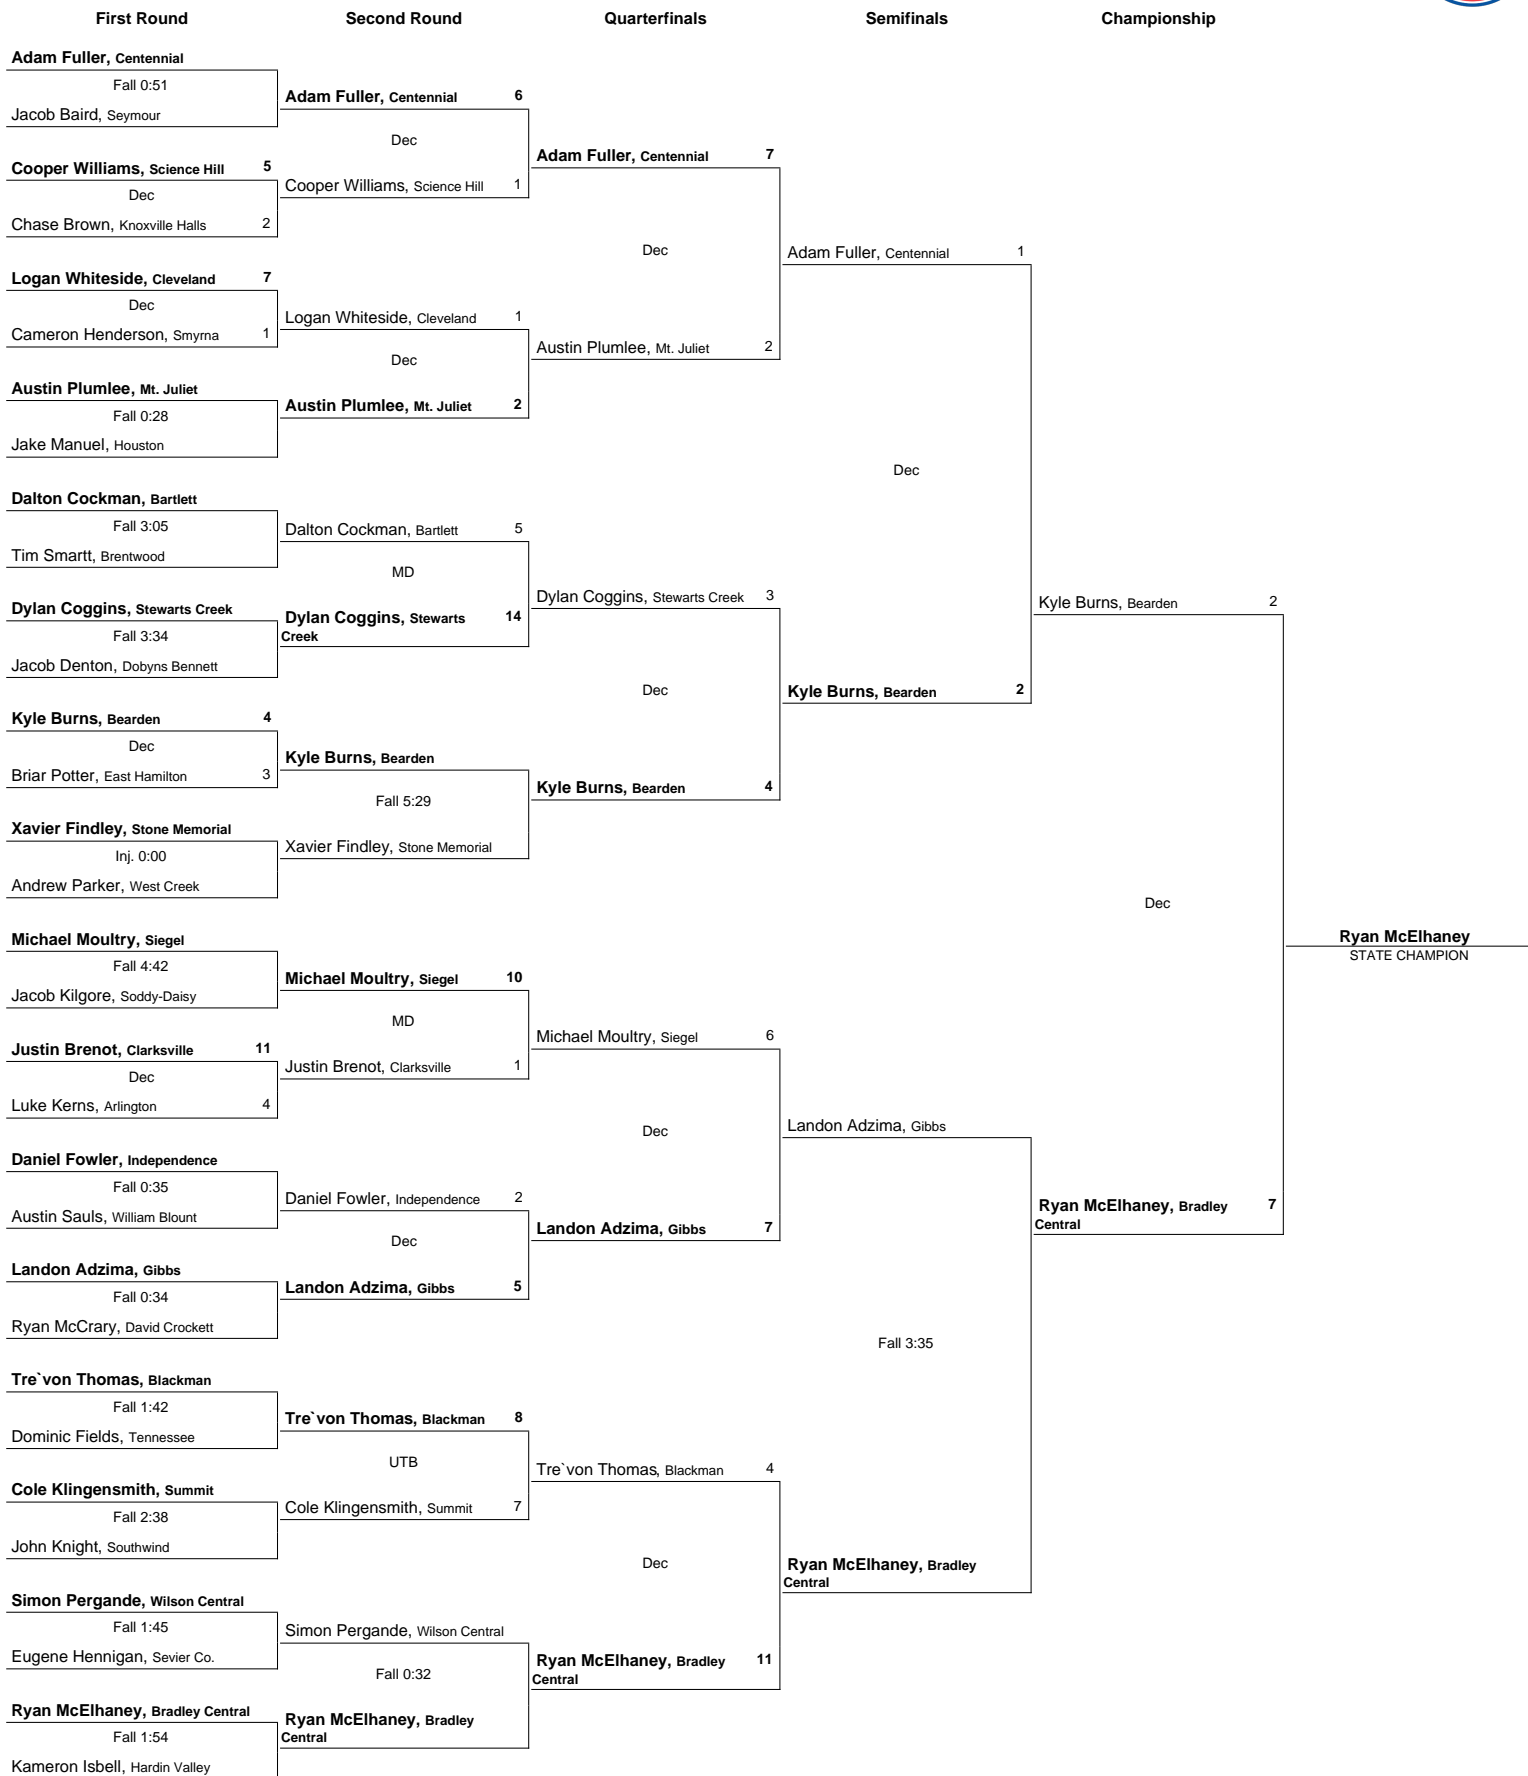 First Round
Second Round
Quarterfinals
Semifinals
Championship
Adam Fuller, Centennial
Fall 0:51
Jacob Baird, Seymour
Cooper Williams, Science Hill 5
Dec
Chase Brown, Knoxville Halls 2
Logan Whiteside, Cleveland 7
Dec
Cameron Henderson, Smyrna 1
Austin Plumlee, Mt. Juliet
Fall 0:28
Jake Manuel, Houston
Dalton Cockman, Bartlett
Fall 3:05
Tim Smartt, Brentwood
Dylan Coggins, Stewarts Creek
Fall 3:34
Jacob Denton, Dobyns Bennett
Kyle Burns, Bearden 4
Dec
Briar Potter, East Hamilton 3
Xavier Findley, Stone Memorial
Inj. 0:00
Andrew Parker, West Creek
Michael Moultry, Siegel
Fall 4:42
Jacob Kilgore, Soddy-Daisy
Justin Brenot, Clarksville 11
Dec
Luke Kerns, Arlington 4
Daniel Fowler, Independence
Fall 0:35
Austin Sauls, William Blount
Landon Adzima, Gibbs
Fall 0:34
Ryan McCrary, David Crockett
Tre`von Thomas, Blackman
Fall 1:42
Dominic Fields, Tennessee
Cole Klingensmith, Summit
Fall 2:38
John Knight, Southwind
Simon Pergande, Wilson Central
Fall 1:45
Eugene Hennigan, Sevier Co.
Ryan McElhaney, Bradley Central
Fall 1:54
Kameron Isbell, Hardin Valley
Adam Fuller, Centennial 6
Dec
Cooper Williams, Science Hill 1
Logan Whiteside, Cleveland 1
Dec
Austin Plumlee, Mt. Juliet 2
Dalton Cockman, Bartlett 5
MD
Dylan Coggins, Stewarts 14
Creek
Kyle Burns, Bearden
Fall 5:29
Xavier Findley, Stone Memorial
Michael Moultry, Siegel 10
MD
Justin Brenot, Clarksville 1
Daniel Fowler, Independence 2
Dec
Landon Adzima, Gibbs 5
Tre`von Thomas, Blackman 8
UTB
Cole Klingensmith, Summit 7
Simon Pergande, Wilson Central
Fall 0:32
Ryan McElhaney, Bradley
Central
Adam Fuller, Centennial 7
Dec
Austin Plumlee, Mt. Juliet 2
Dylan Coggins, Stewarts Creek 3
Dec
Kyle Burns, Bearden 4
Michael Moultry, Siegel 6
Dec
Landon Adzima, Gibbs 7
Tre`von Thomas, Blackman 4
Dec
Ryan McElhaney, Bradley 11
Central
Adam Fuller, Centennial 1
Dec
Kyle Burns, Bearden 2
Landon Adzima, Gibbs
Fall 3:35
Ryan McElhaney, Bradley
Central
Kyle Burns, Bearden 2
Dec
Ryan McElhaney, Bradley 7
Central
Ryan McElhaney
STATE CHAMPION